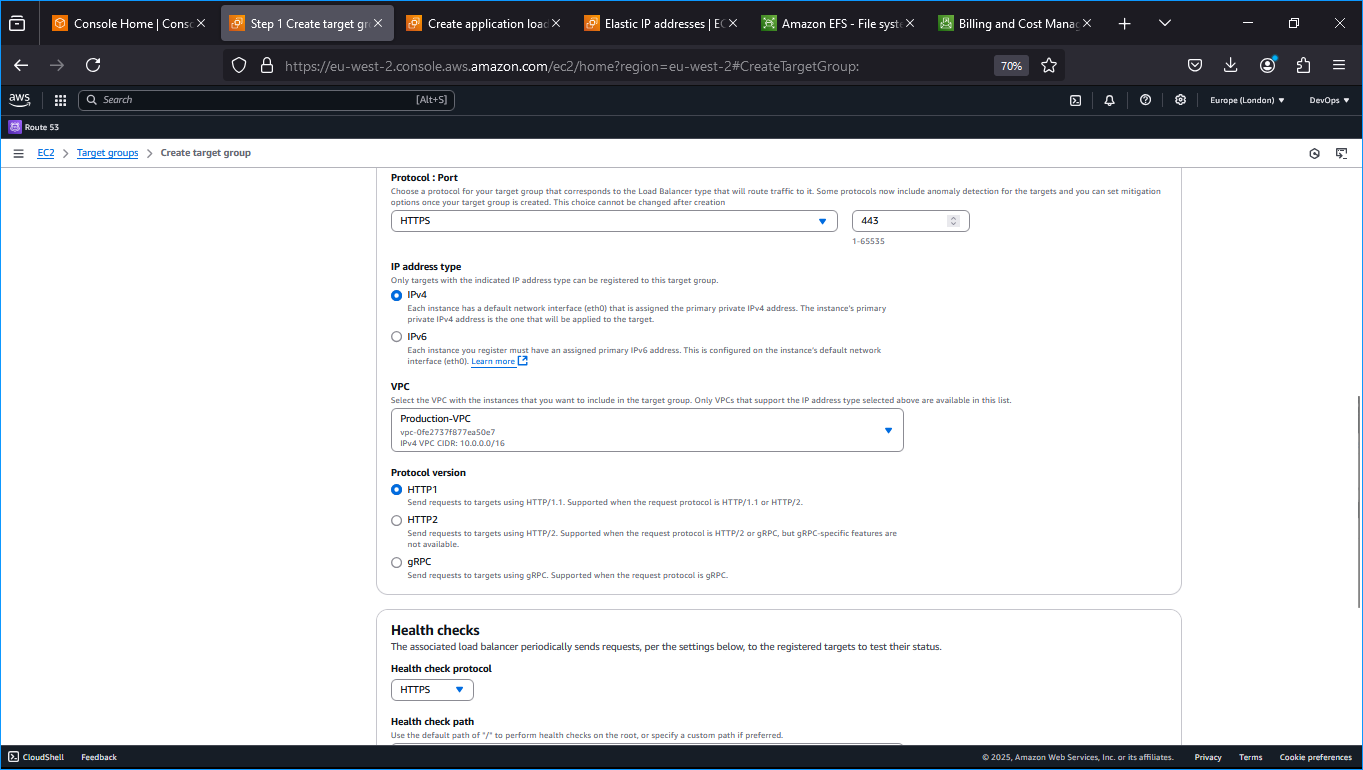 Console Home | Cons
Step 1 Create target gr
Create application load
Elastic IP addresses | EC
Amazon EFS - File syste
Billing and Cost Manag
https://eu-west-2.console.aws.amazon.com/ec2/home?region=eu-west-2#CreateTargetGroup:
70%
aws
Search
[Alt+S]
Europe (London)
DevOps
Route 53
EC2
Target groups
Create target group
Protocol : Port
Choose a protocol for your target group that corresponds to the Load Balancer type that will route traffic to it. Some protocols now include anomaly detection for the targets and you can set mitigation
options once your target group is created. This choice cannot be changed after creation
HTTPS
443
1-65535
IP address type
Only targets with the indicated IP address type can be registered to this target group.
IPv4
Each instance has a default network interface (eth0) that is assigned the primary private IPv4 address. The instance's primary
private IPv4 address is the one that will be applied to the target.
IPv6
Each instance you register must have an assigned primary IPv6 address. This is configured on the instance's default network
interface (eth0). Learn more
VPC
Select the VPC with the instances that you want to include in the target group. Only VPCs that support the IP address type selected above are available in this list.
Production-VPC
vpc-0fe2737f877ea50e7
IPv4 VPC CIDR: 10.0.0.0/16
Protocol version
HTTP1
Send requests to targets using HTTP/1.1. Supported when the request protocol is HTTP/1.1 or HTTP/2.
HTTP2
Send requests to targets using HTTP/2. Supported when the request protocol is HTTP/2 or gRPC, but gRPC-specific features are
not available.
gRPC
Send requests to targets using gRPC. Supported when the request protocol is gRPC.
Health checks
The associated load balancer periodically sends requests, per the settings below, to the registered targets to test their status.
Health check protocol
HTTPS
Health check path
Use the default path of "/" to perform health checks on the root, or specify a custom path if preferred.
CloudShell
Feedback
© 2025, Amazon Web Services, Inc. or its affiliates.
Privacy
Terms
Cookie preferences